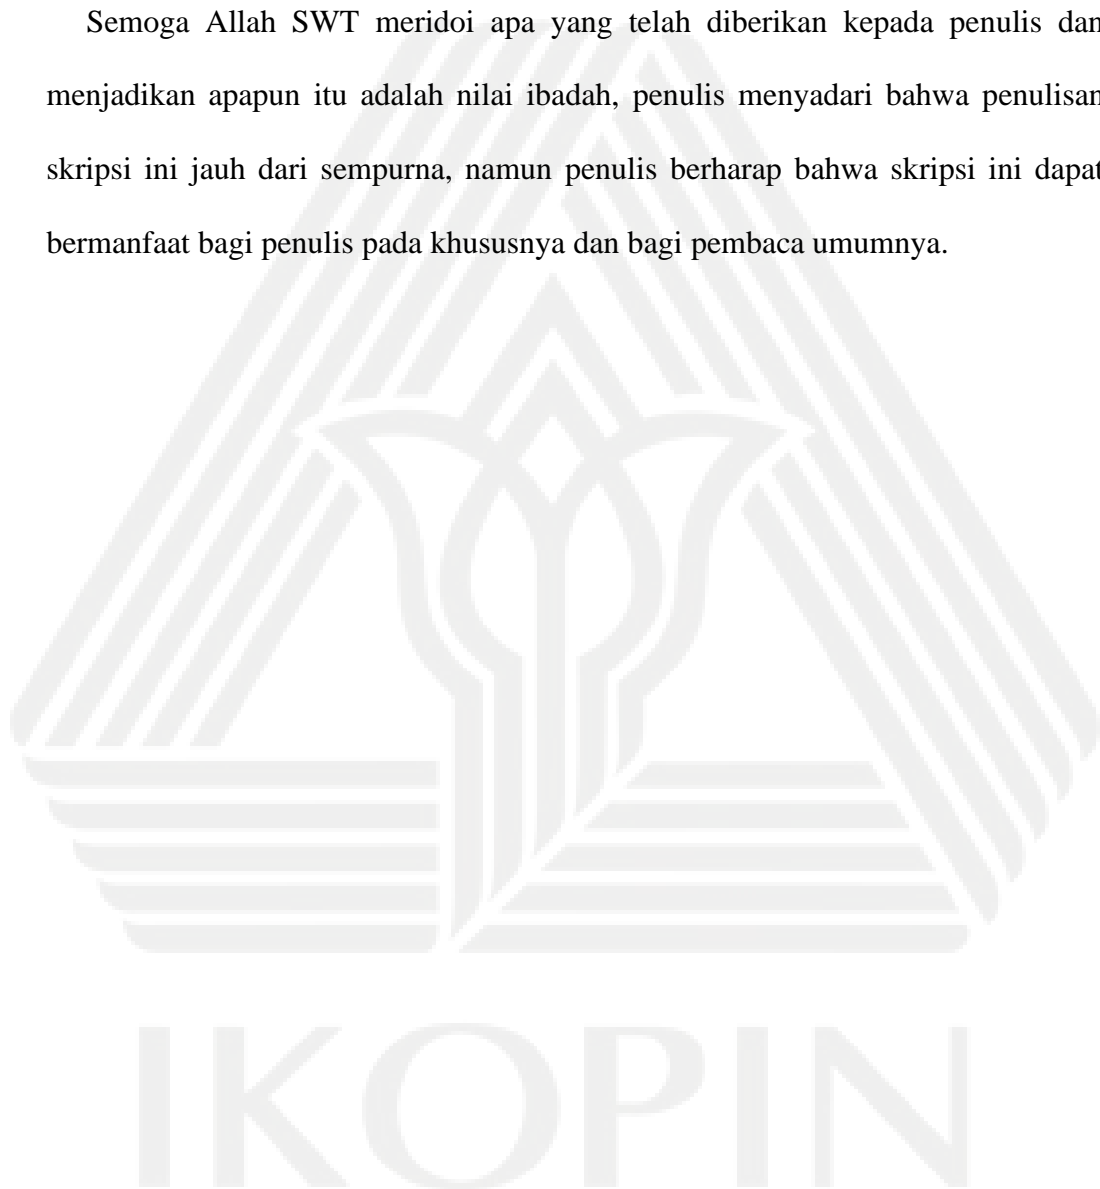 Semoga Allah SWT meridoi apa yang telah diberikan kepada penulis dan
menjadikan apapun itu adalah nilai ibadah, penulis menyadari bahwa penulisan
skripsi ini jauh dari sempurna, namun penulis berharap bahwa skripsi ini dapat
bermanfaat bagi penulis pada khususnya dan bagi pembaca umumnya.
IKOPIN